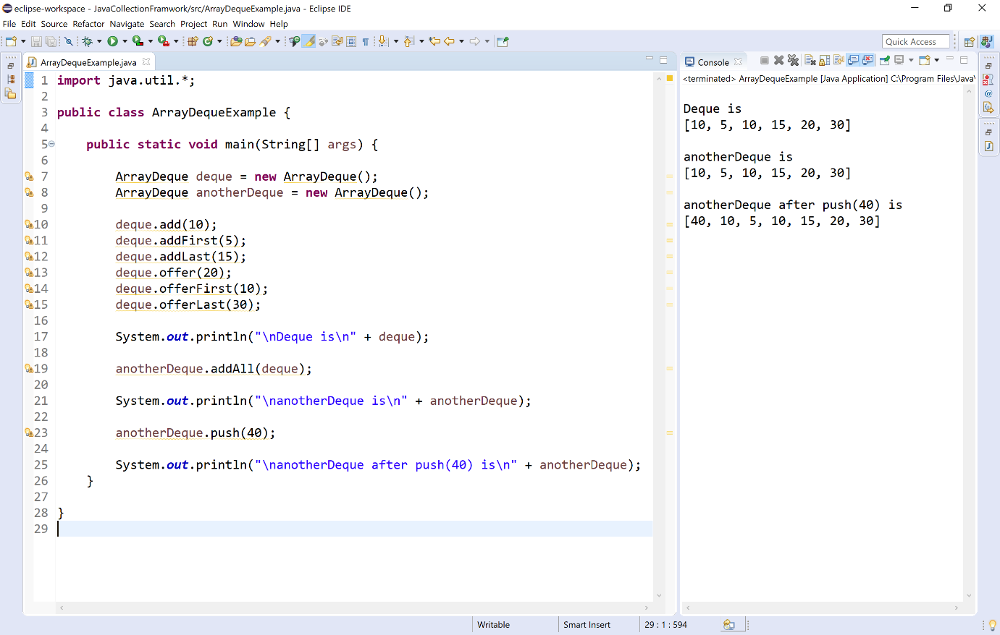 eclipse-workspace - JavaCollectionFramwork/src/ArrayDequeExample.java - Eclipse IDE
File Edit Source Refactor Navigate Search Project Run Window Help
Quick Access
ArrayDequeExample.java
1 import java.util.*;
2
3 public class ArrayDequeExample {
4
5     public static void main(String[] args) {
6
7         ArrayDeque deque = new ArrayDeque();
8         ArrayDeque anotherDeque = new ArrayDeque();
9
10         deque.add(10);
11         deque.addFirst(5);
12         deque.addLast(15);
13         deque.offer(20);
14         deque.offerFirst(10);
15         deque.offerLast(30);
16
17         System.out.println("\nDeque is\n" + deque);
18
19         anotherDeque.addAll(deque);
20
21         System.out.println("\nanotherDeque is\n" + anotherDeque);
22
23         anotherDeque.push(40);
24
25         System.out.println("\nanotherDeque after push(40) is\n" + anotherDeque);
26     }
27
28 }
29
Console
<terminated> ArrayDequeExample [Java Application] C:\Program Files\Java\
Deque is
[10, 5, 10, 15, 20, 30]
anotherDeque is
[10, 5, 10, 15, 20, 30]
anotherDeque after push(40) is
[40, 10, 5, 10, 15, 20, 30]
Writable
Smart Insert
29 : 1 : 594